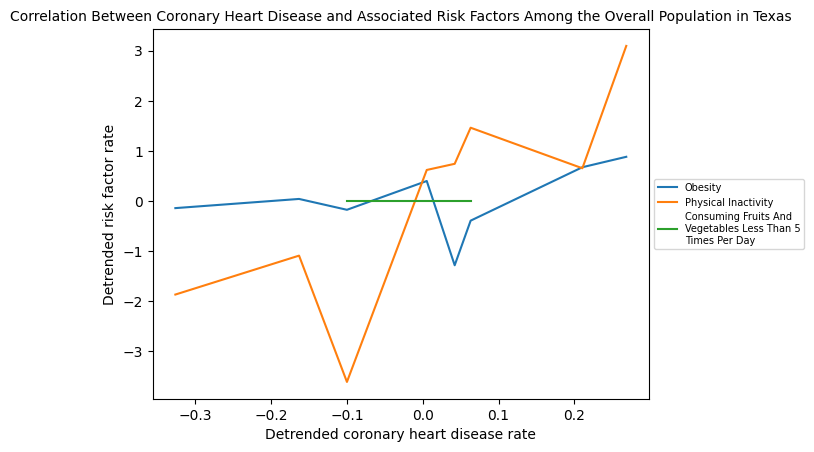 Correlation Between Coronary Heart Disease and Associated Risk Factors Among the Overall Population in Texas
3
2
1
0
−1
−2
−3
Detrended risk factor rate
−0.3
−0.2
−0.1
0.0
0.1
0.2
Detrended coronary heart disease rate
Obesity
Physical Inactivity
Consuming Fruits And
Vegetables Less Than 5
Times Per Day